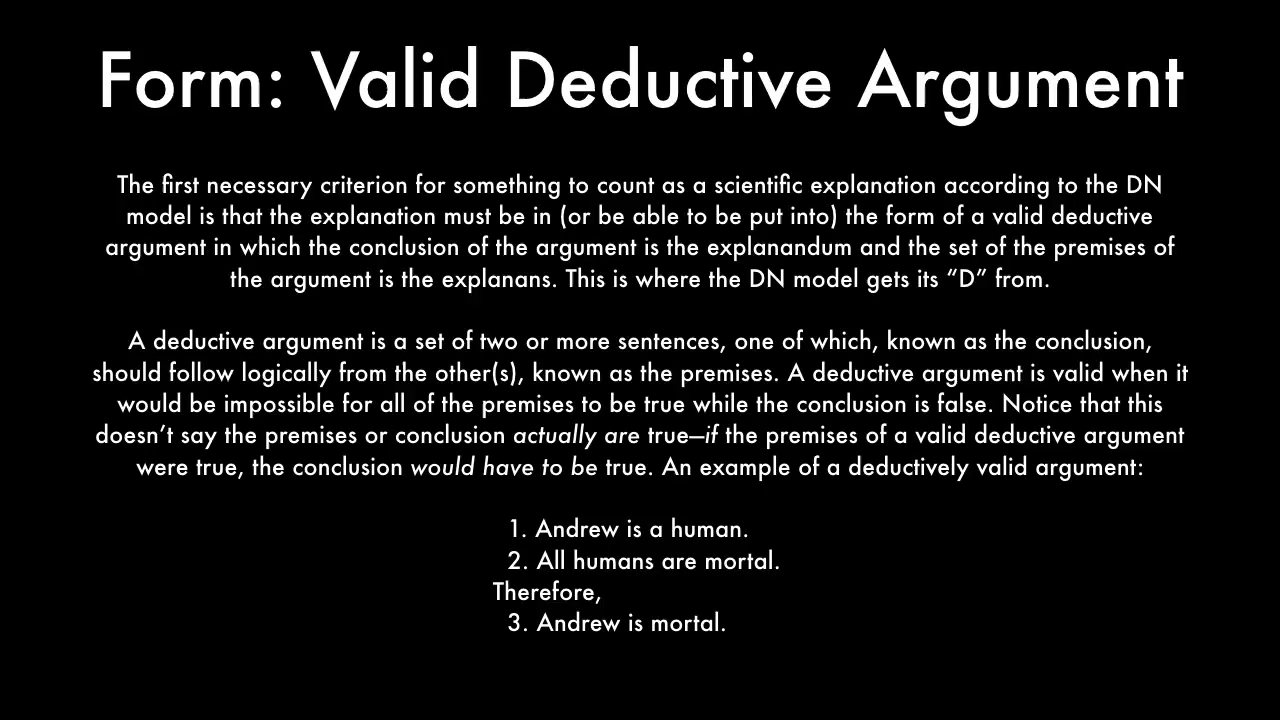 Form: Valid Deductive Argument
The first necessary criterion for something to count as a scientific explanation according to the DN
model is that the explanation must be in (or be able to be put into) the form of a valid deductive
argument in which the conclusion of the argument is the explanandum and the set of the premises of
the argument is the explanans. This is where the DN model gets its “D” from.
A deductive argument is a set of two or more sentences, one of which, known as the conclusion,
should follow logically from the other(s), known as the premises. A deductive argument is valid when it
would be impossible for all of the premises to be true while the conclusion is false. Notice that this
doesn’t say the premises or conclusion actually are true—if the premises of a valid deductive argument
were true, the conclusion would have to be true. An example of a deductively valid argument:
1. Andrew is a human.
2. All humans are mortal.
Therefore,
3. Andrew is mortal.